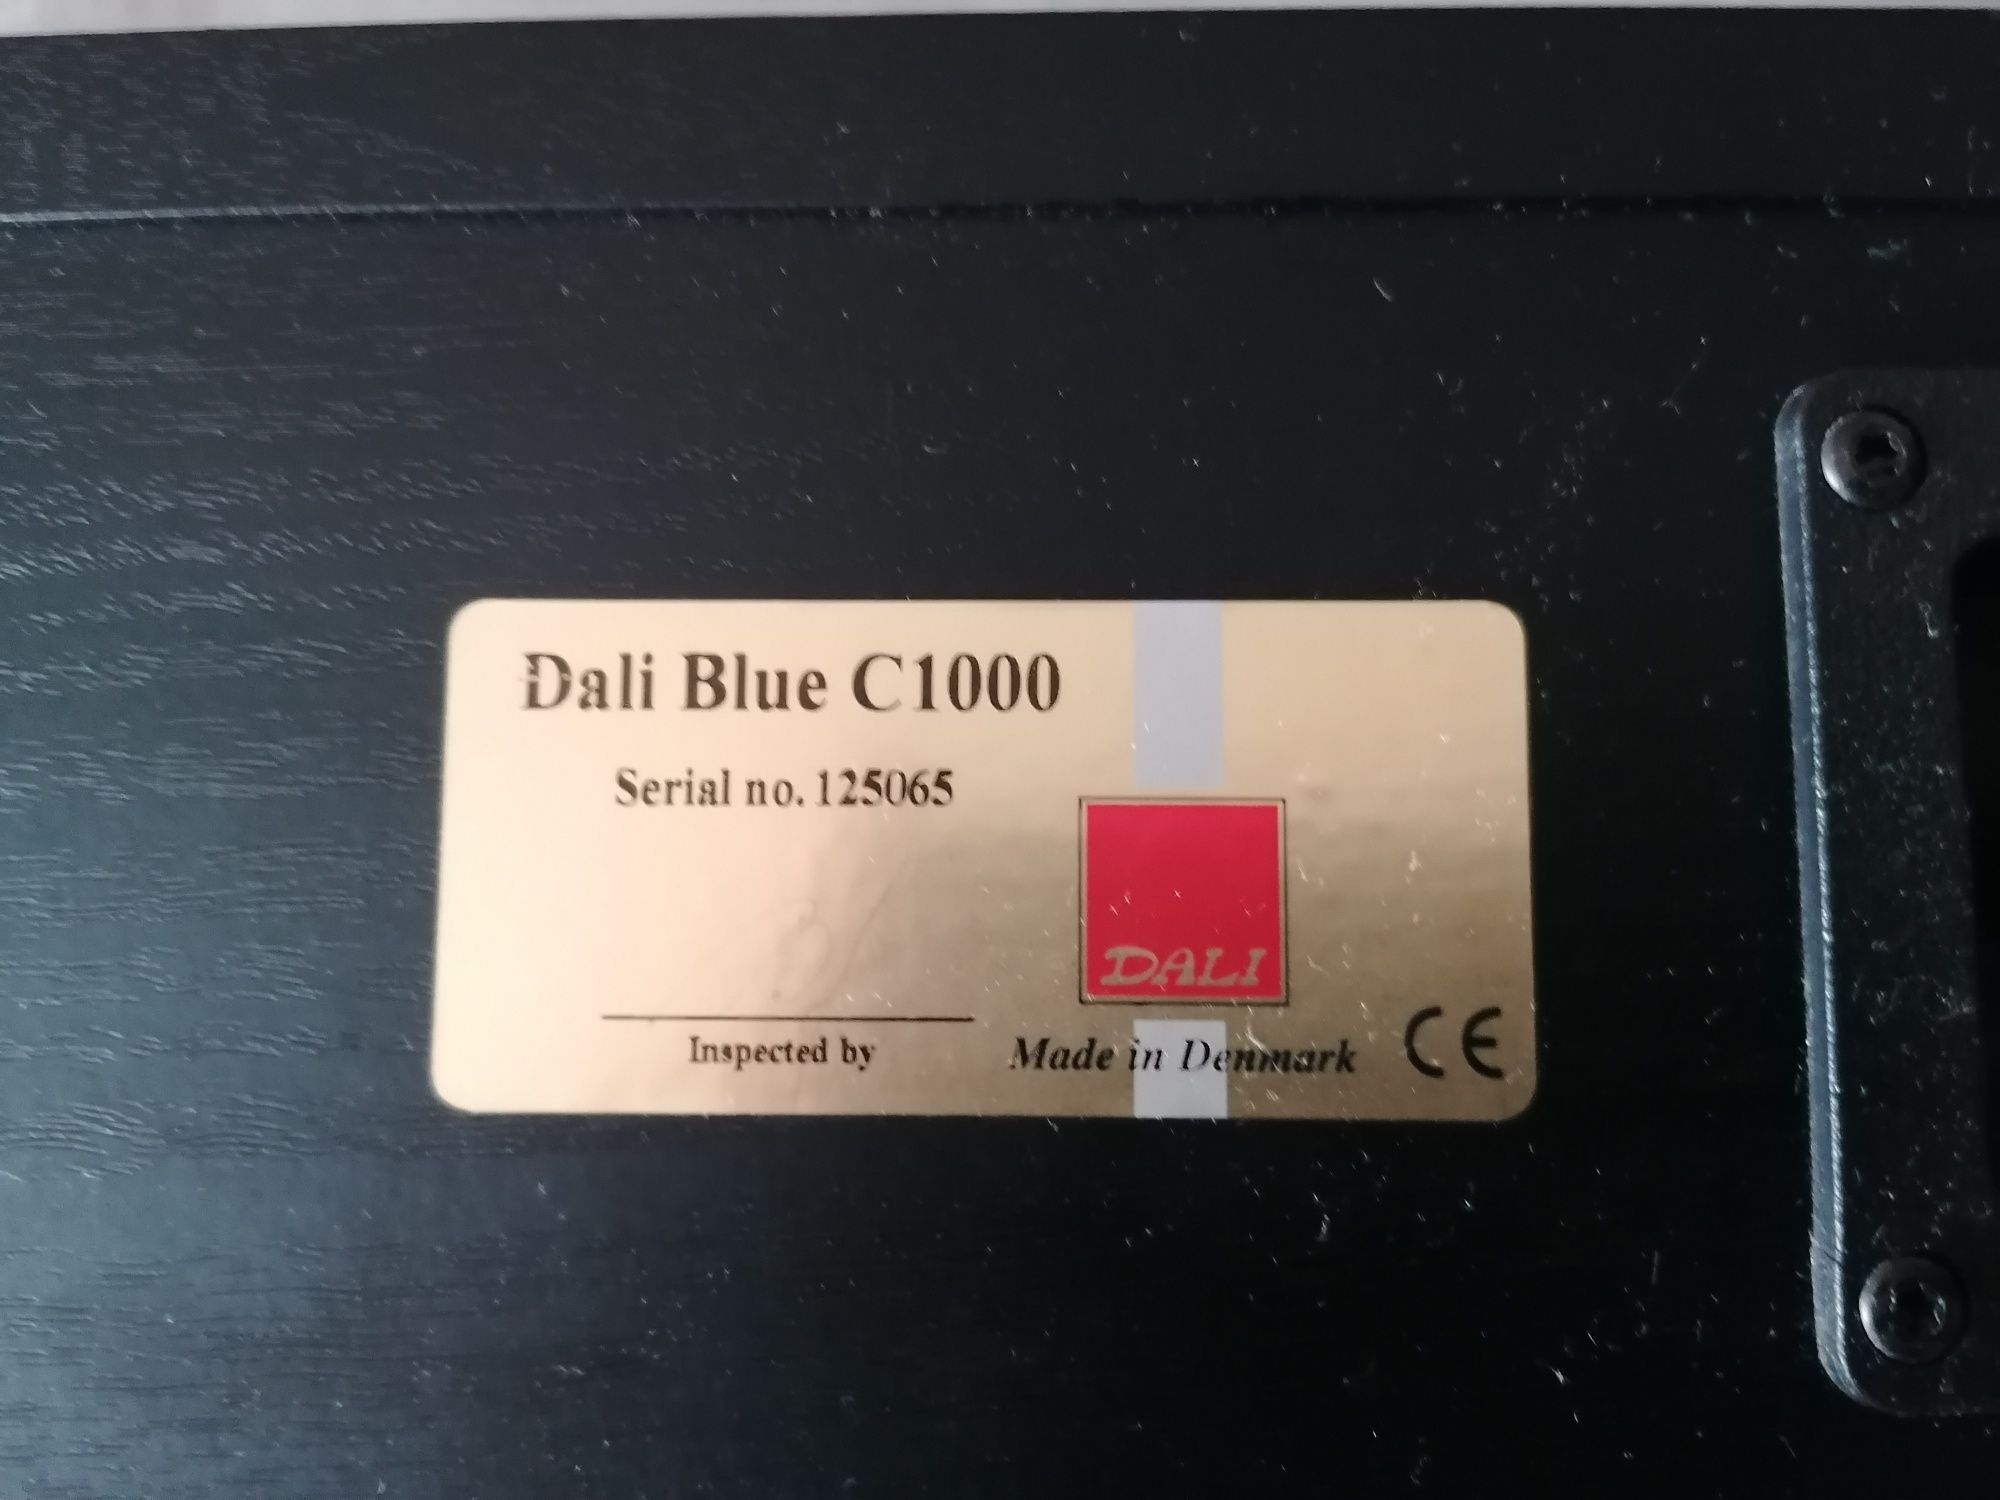 Dali Blue C1000
Serial no. 125065
DALI
Inspected by
Made in Denmark
CE